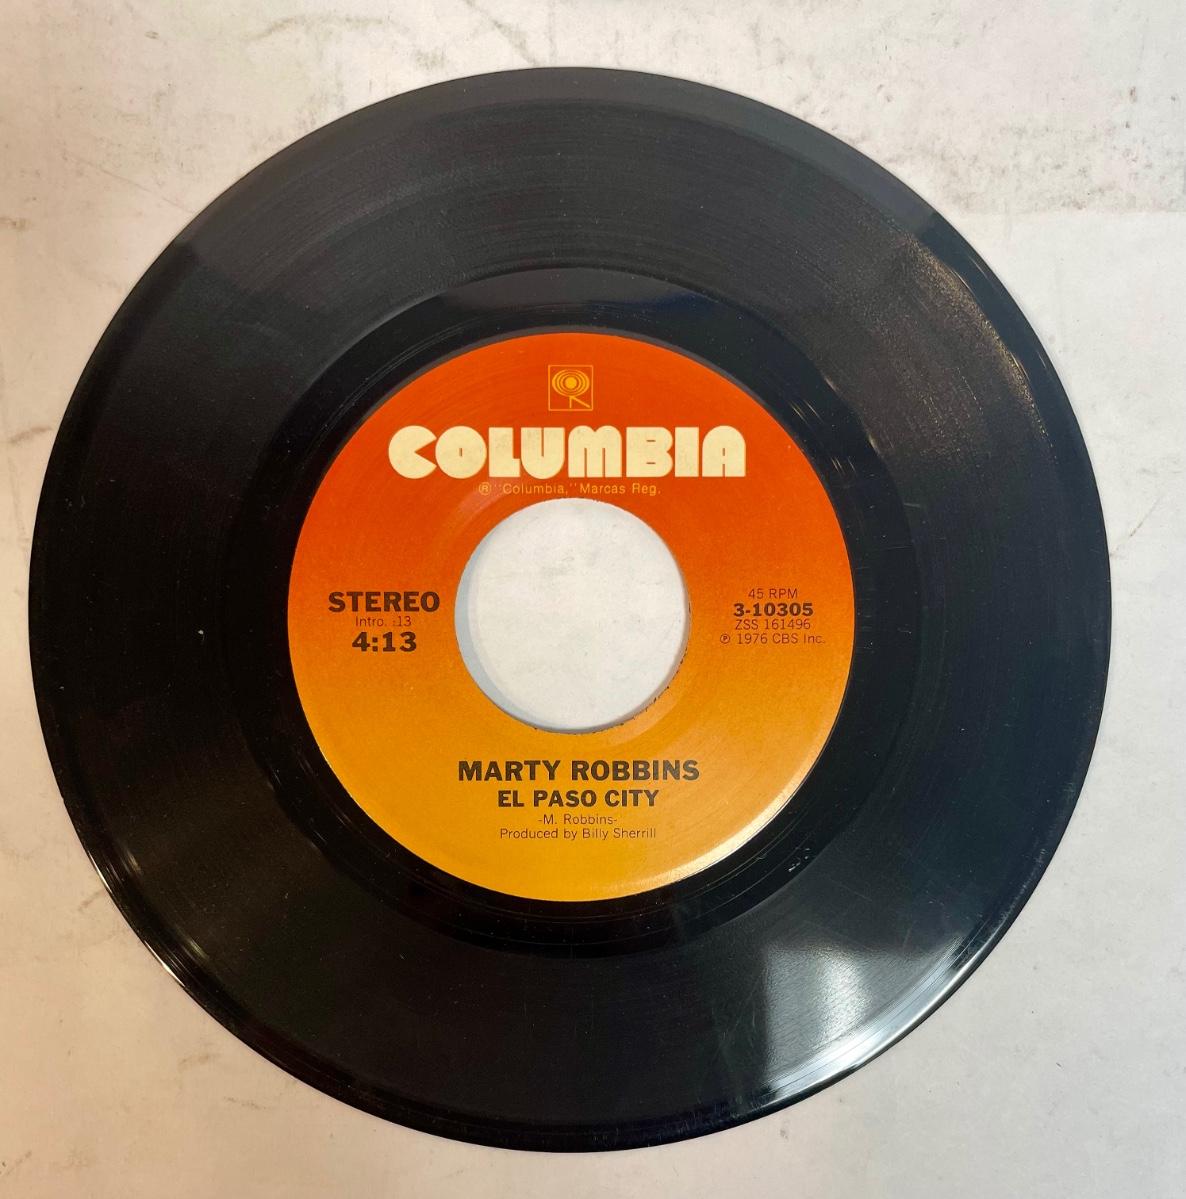 COLUMBIA
® "Columbia," Marcas Reg.
STEREO
Intro. :13
4:13
45 RPM
3-10305
ZSS 161496
℗ 1976 CBS Inc.
MARTY ROBBINS
EL PASO CITY
-M. Robbins-
Produced by Billy Sherrill